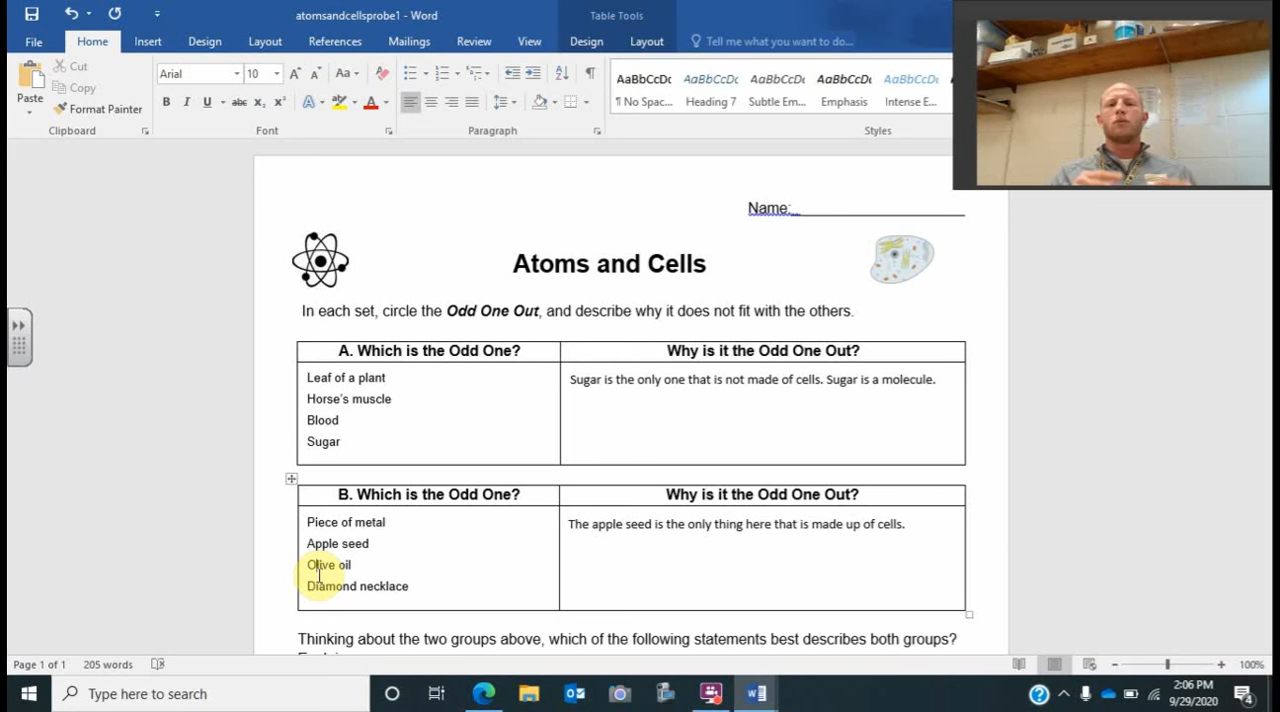 atomsandcellsprobe1 - Word
Table Tools
File Home Insert Design Layout References Mailings Review View Design Layout Tell me what you want to do...
Cut
Copy
Paste
Format Painter
Arial 10
Aa
B I U abc x₂ x²
AaBbCcDc AaBbCcDc AaBbCcDc AaBbCcDc AaBbCcDc
¶ No Spac... Heading 7 Subtle Em... Emphasis Intense E...
Clipboard Font Paragraph Styles
Name:
Atoms and Cells
In each set, circle the Odd One Out, and describe why it does not fit with the others.
A. Which is the Odd One? Why is it the Odd One Out?
Leaf of a plant Sugar is the only one that is not made of cells. Sugar is a molecule.
Horse's muscle
Blood
Sugar
B. Which is the Odd One? Why is it the Odd One Out?
Piece of metal The apple seed is the only thing here that is made up of cells.
Apple seed
Olive oil
Diamond necklace
Thinking about the two groups above, which of the following statements best describes both groups?
Page 1 of 1 205 words 100%
Type here to search
2:06 PM
9/29/2020
4